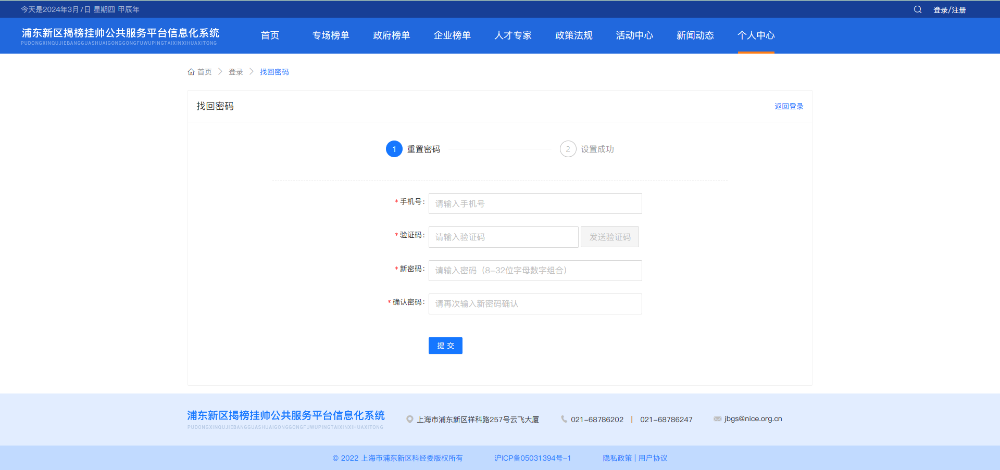 今天是2024年3月7日 星期四 甲辰年
登录/注册
浦东新区揭榜挂帅公共服务平台信息化系统
PUDONGXINQUJIEBANGGUASHUAIGONGGONGFUWUPINGTAIXINXIHUAXITONG
首页 专场榜单 政府榜单 企业榜单 人才专家 政策法规 活动中心 新闻动态 个人中心
首页 登录 找回密码
找回密码
返回登录
1 重置密码 2 设置成功
* 手机号: 请输入手机号
* 验证码: 请输入验证码 发送验证码
* 新密码: 请输入密码（8-32位字母数字组合）
* 确认密码: 请再次输入新密码确认
提 交
浦东新区揭榜挂帅公共服务平台信息化系统
PUDONGXINQUJIEBANGGUASHUAIGONGGONGFUWUPINGTAIXINXIHUAXITONG
上海市浦东新区祥科路257号云飞大厦 021-68786202 | 021-68786247 jbgs@nice.org.cn
© 2022 上海市浦东新区科经委版权所有 沪ICP备05031394号-1 隐私政策 | 用户协议